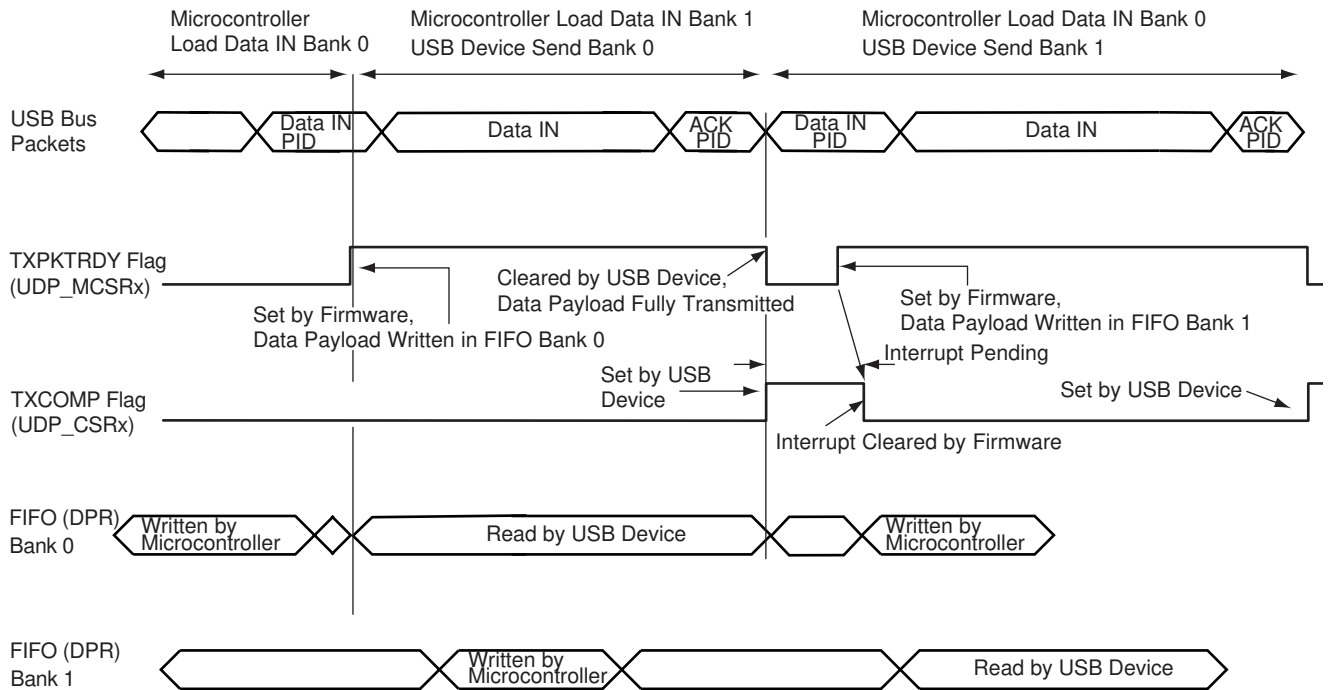 Microcontroller
Load Data IN Bank 0
Microcontroller Load Data IN Bank 1
USB Device Send Bank 0
Microcontroller Load Data IN Bank 0
USB Device Send Bank 1
USB Bus
Packets
Data IN
PID
Data IN
ACK
PID
Data IN
PID
Data IN
ACK
PID
TXPKTRDY Flag
(UDP_MCSRx)
Set by Firmware,
Data Payload Written in FIFO Bank 0
Cleared by USB Device,
Data Payload Fully Transmitted
Set by Firmware,
Data Payload Written in FIFO Bank 1
Interrupt Pending
TXCOMP Flag
(UDP_CSRx)
Set by USB
Device
Set by USB Device
Interrupt Cleared by Firmware
FIFO (DPR)
Bank 0
Written by
Microcontroller
Read by USB Device
Written by
Microcontroller
FIFO (DPR)
Bank 1
Written by
Microcontroller
Read by USB Device